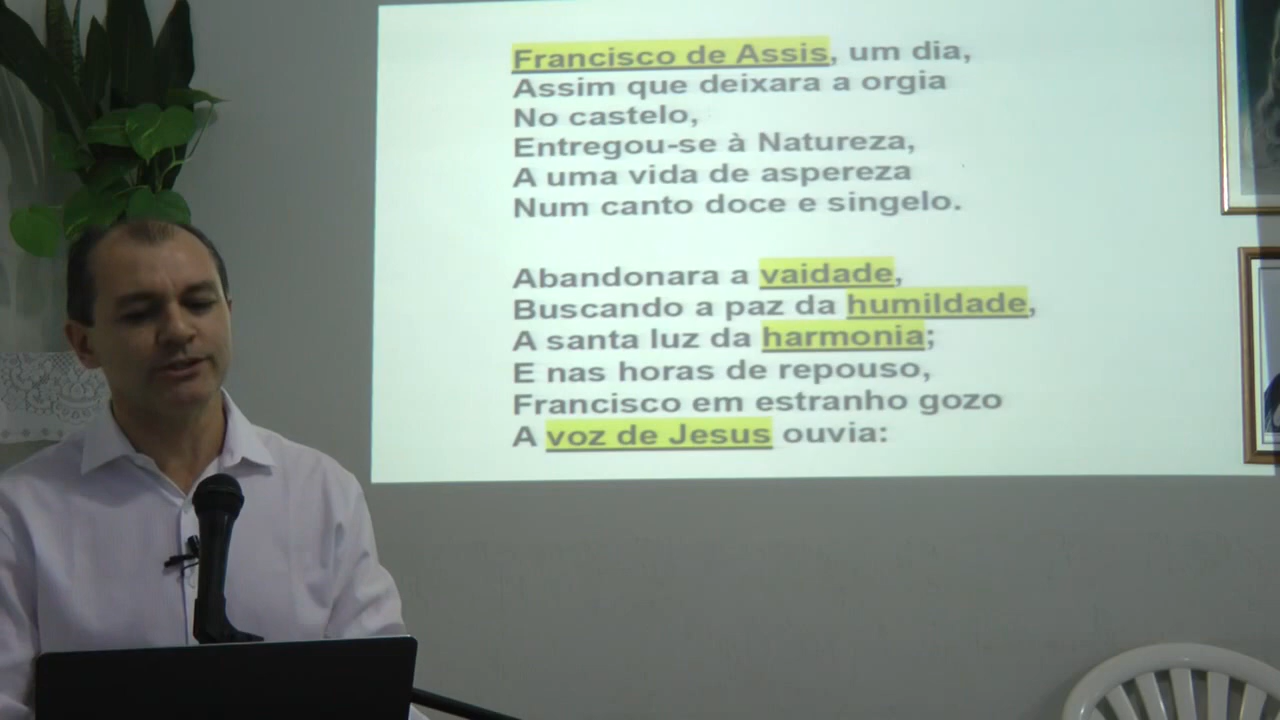 Francisco de Assis, um dia,
Assim que deixara a orgia
No castelo,
Entregou-se à Natureza,
A uma vida de aspereza
Num canto doce e singelo.
Abandonara a vaidade,
Buscando a paz da humildade,
A santa luz da harmonia;
E nas horas de repouso,
Francisco em estranho gozo
A voz de Jesus ouvia: